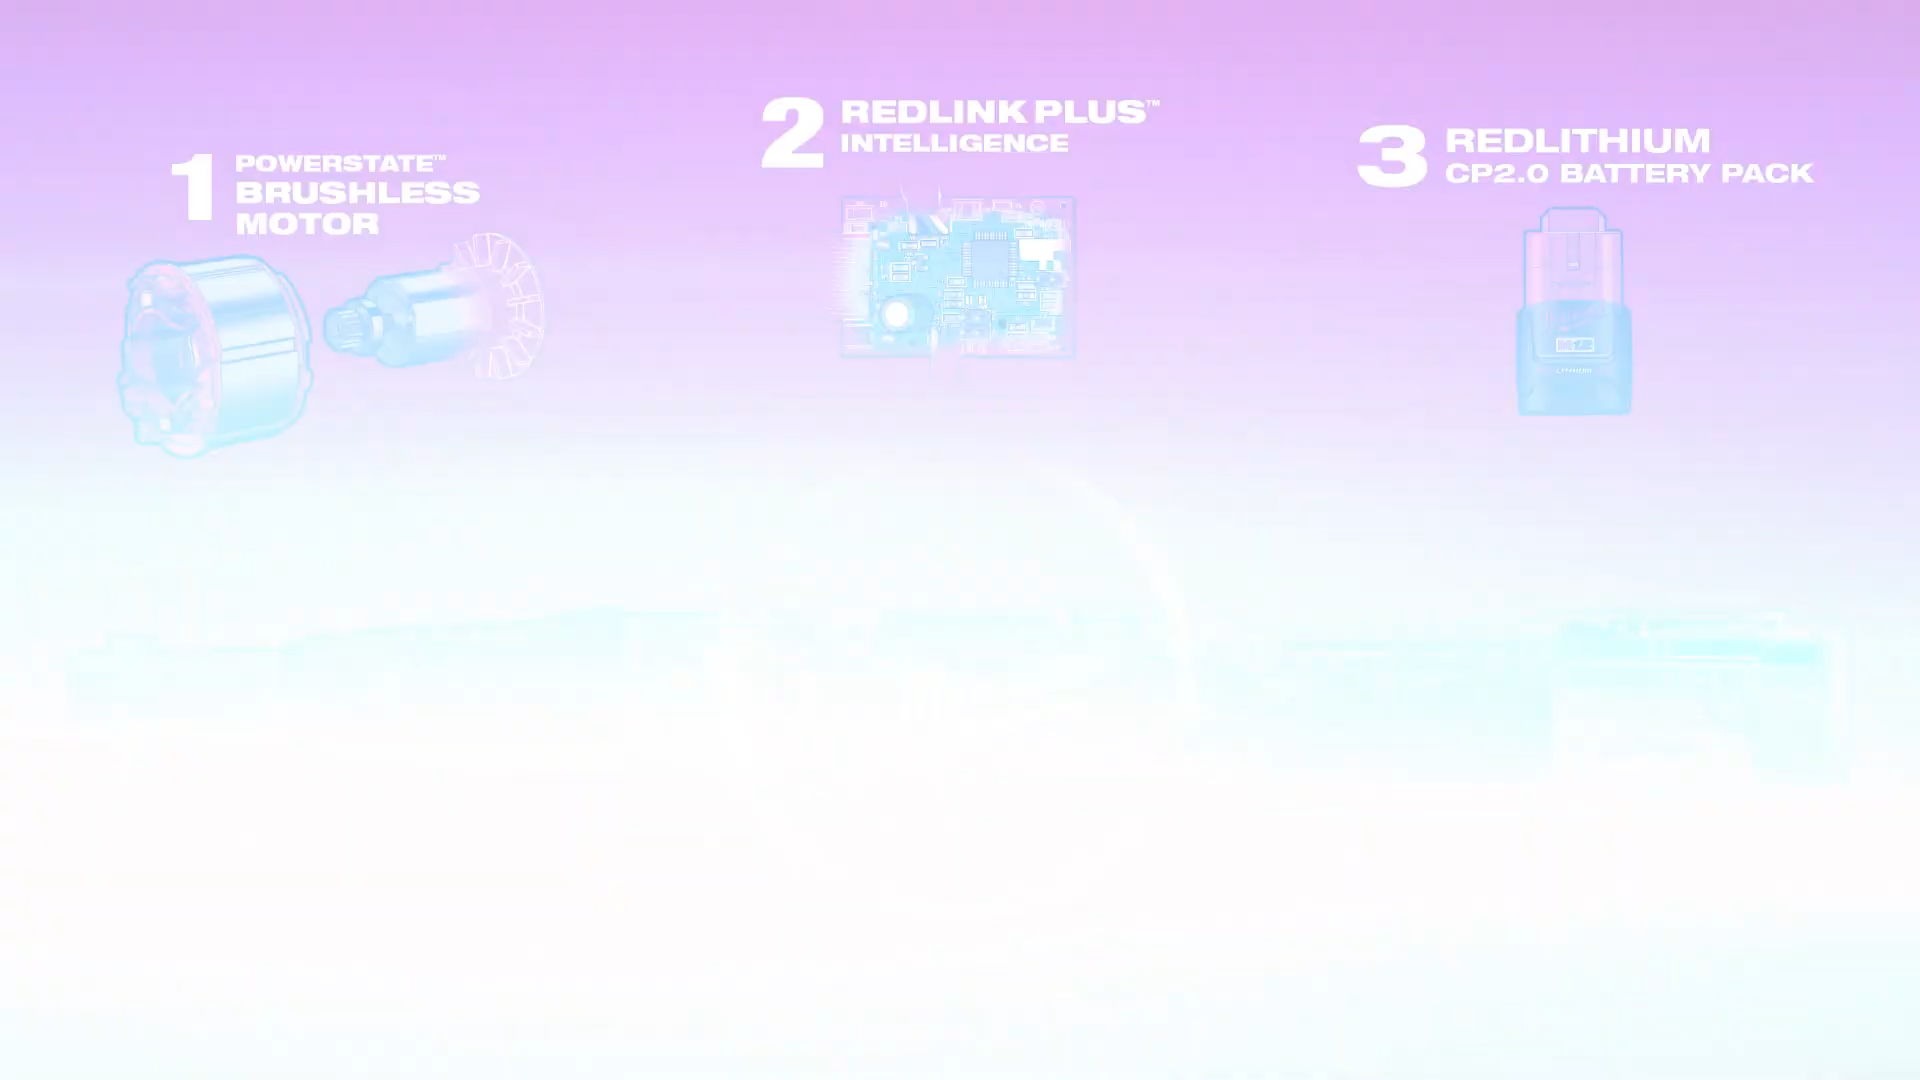 1 POWERSTATE™
BRUSHLESS
MOTOR
2 REDLINK PLUS™
INTELLIGENCE
3 REDLITHIUM
CP2.0 BATTERY PACK